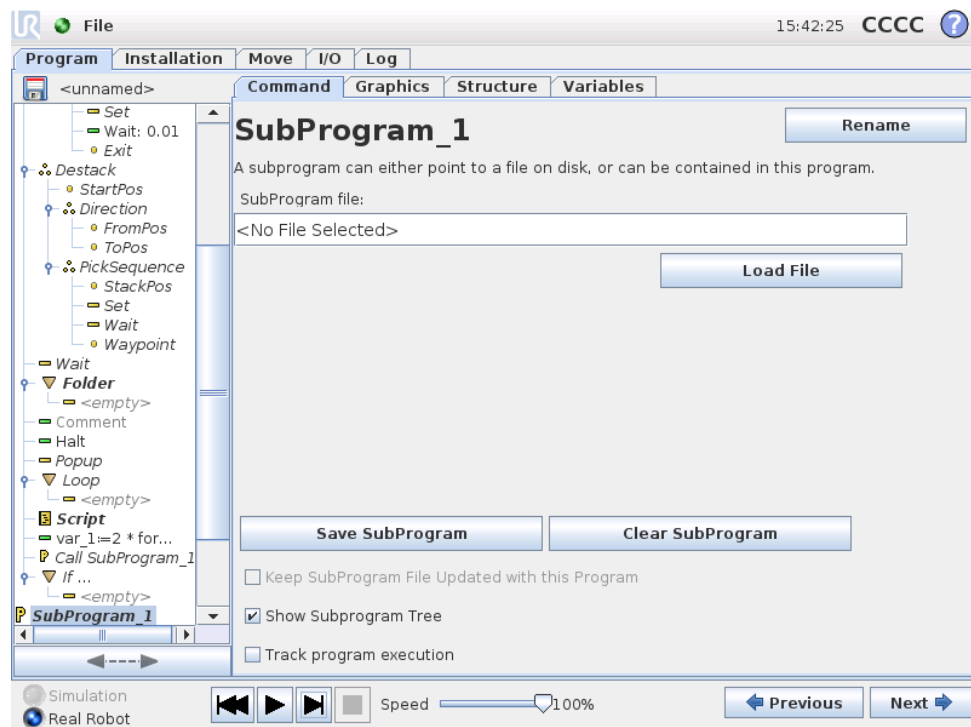 UR File 15:42:25 CCCC ?
Program Installation Move I/O Log
<unnamed>
Command Graphics Structure Variables
Set
Wait: 0.01
Exit
Destack
StartPos
Direction
FromPos
ToPos
PickSequence
StackPos
Set
Wait
Waypoint
Wait
Folder
<empty>
Comment
Halt
Popup
Loop
<empty>
Script
var_1:=2 * for...
P Call SubProgram_1
If ...
<empty>
P SubProgram_1
SubProgram_1
Rename
A subprogram can either point to a file on disk, or can be contained in this program.
SubProgram file:
<No File Selected>
Load File
Save SubProgram Clear SubProgram
Keep SubProgram File Updated with this Program
Show Subprogram Tree
Track program execution
Simulation
Real Robot
Speed 100%
Previous Next